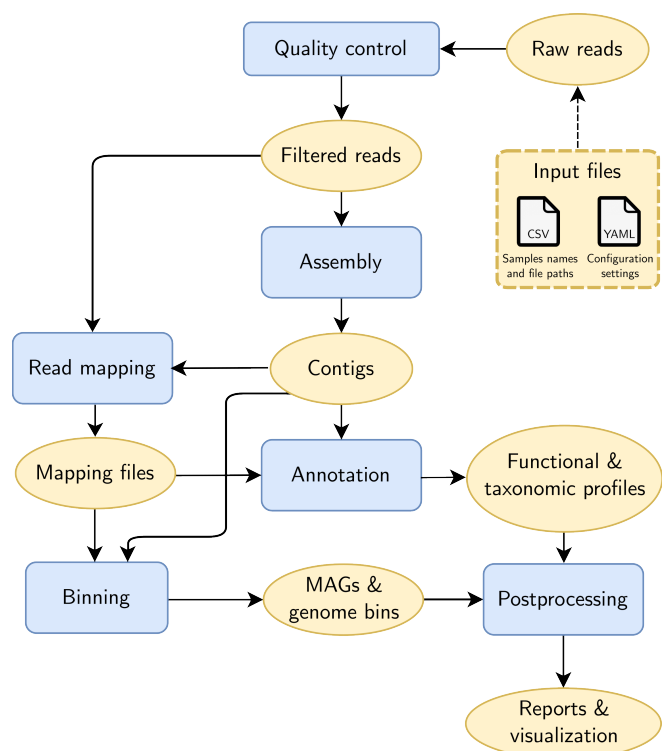 Quality control
Raw reads
Filtered reads
Input files
CSV
YAML
Samples names
and file paths
Configuration
settings
Assembly
Read mapping
Contigs
Mapping files
Annotation
Functional &
taxonomic profiles
Binning
MAGs &
genome bins
Postprocessing
Reports &
visualization